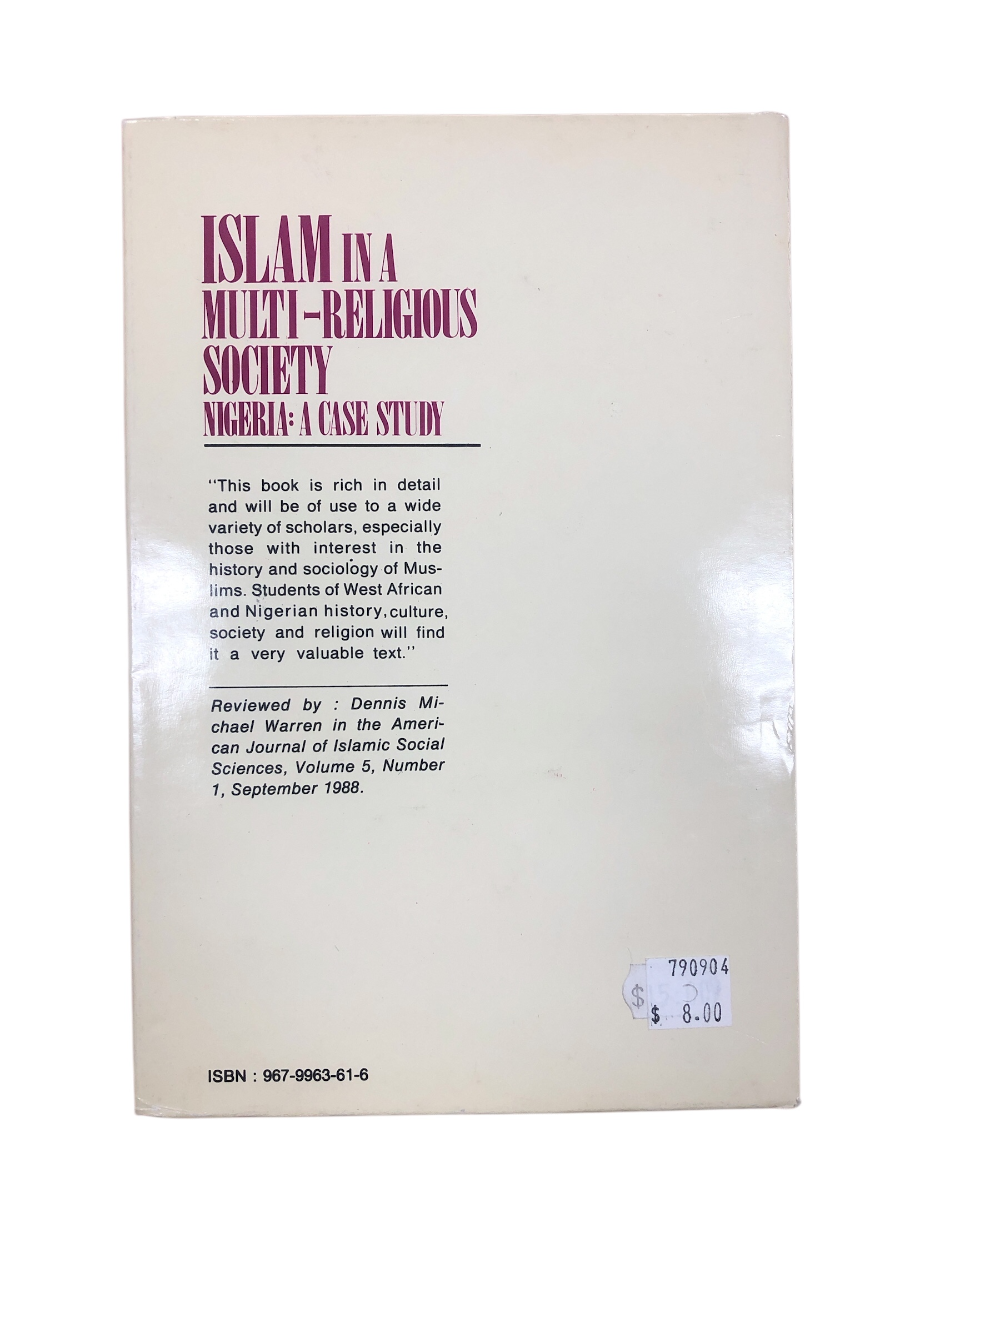 ISLAM IN A
MULTI-RELIGIOUS
SOCIETY
NIGERIA: A CASE STUDY
"This book is rich in detail
and will be of use to a wide
variety of scholars, especially
those with interest in the
history and sociology of Mus-
lims. Students of West African
and Nigerian history, culture,
society and religion will find
it a very valuable text."
Reviewed by : Dennis Mi-
chael Warren in the Ameri-
can Journal of Islamic Social
Sciences, Volume 5, Number
1, September 1988.
790904
$
$ 8.00
ISBN : 967-9963-61-6